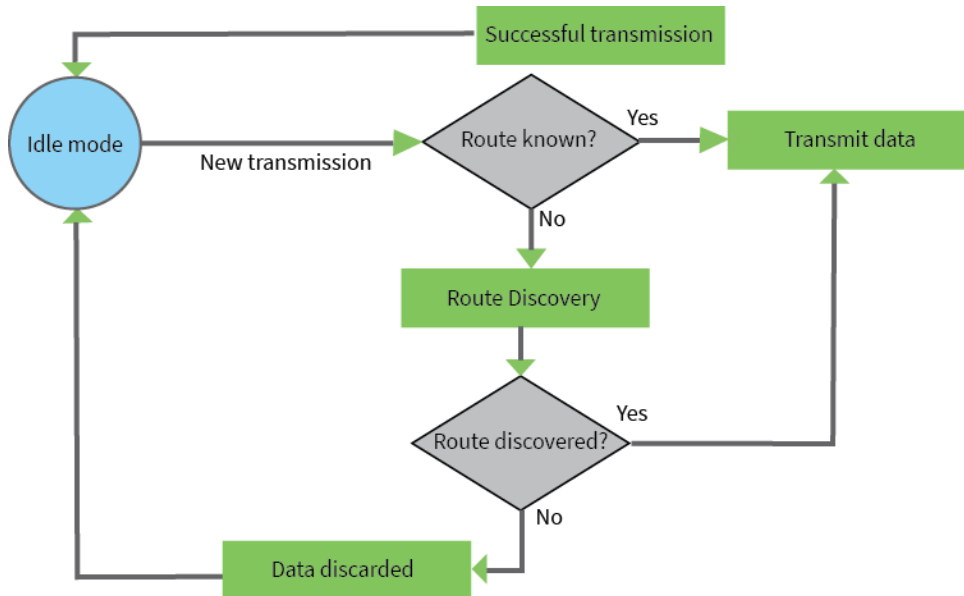 Successful transmission
Idle mode
New transmission
Route known?
Yes
Transmit data
No
Route Discovery
Route discovered?
Yes
No
Data discarded